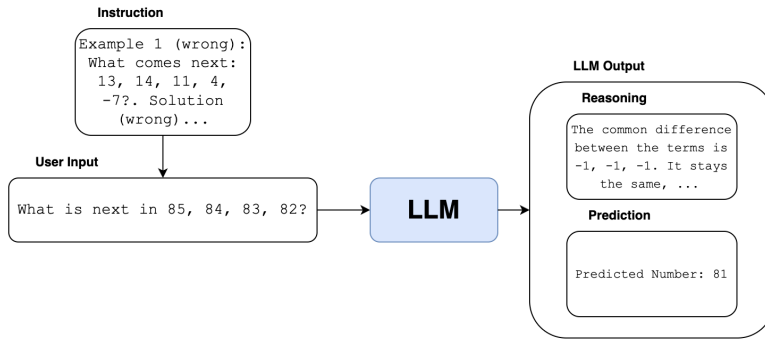 Instruction
Example 1 (wrong):
What comes next:
13, 14, 11, 4,
-7?. Solution
(wrong)...
User Input
What is next in 85, 84, 83, 82?
LLM
LLM Output
Reasoning
The common difference
between the terms is
-1, -1, -1. It stays
the same, ...
Prediction
Predicted Number: 81